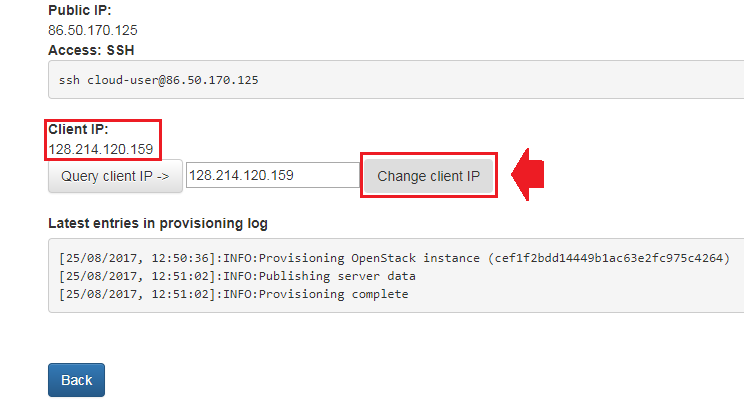 Public IP:
86.50.170.125
Access: SSH
ssh cloud-user@86.50.170.125
Client IP:
128.214.120.159
Query client IP -> 128.214.120.159 Change client IP
Latest entries in provisioning log
[25/08/2017, 12:50:36]:INFO:Provisioning OpenStack instance (cef1f2bdd14449b1ac63e2fc975c4264)
[25/08/2017, 12:51:02]:INFO:Publishing server data
[25/08/2017, 12:51:02]:INFO:Provisioning complete
Back